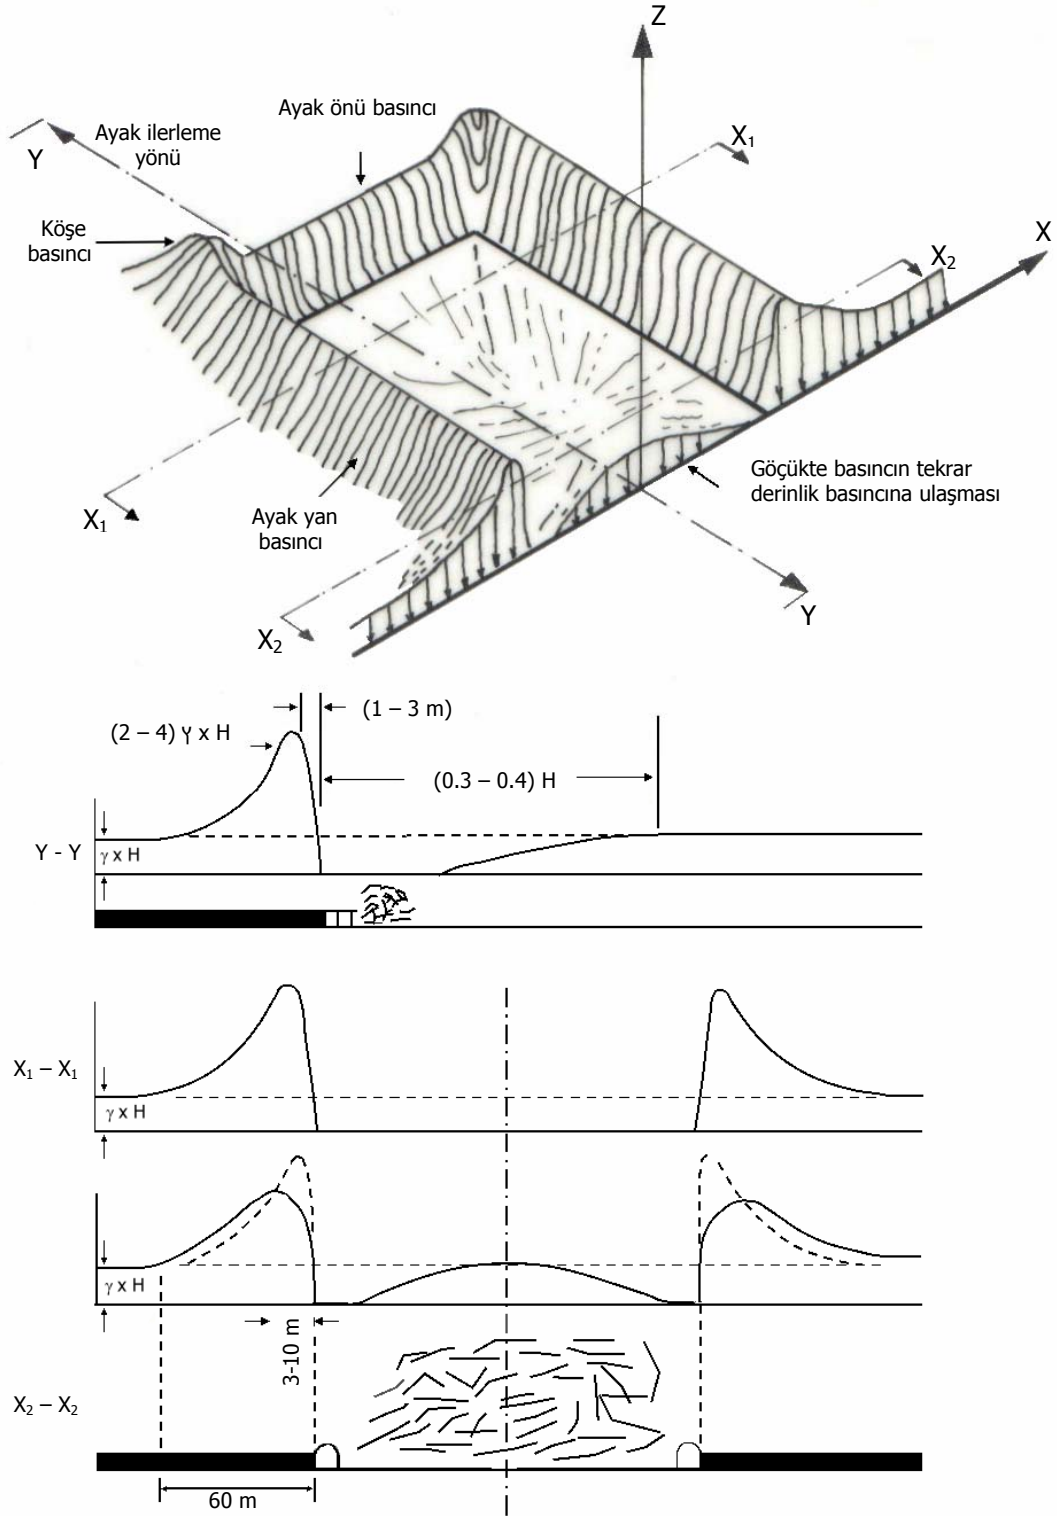 Z
Ayak önü basıncı
Ayak ilerleme
yönü
X₁
Y
Köşe
basıncı
X
X₂
Göçükte basıncın tekrar
derinlik basıncına ulaşması
X₁
Ayak yan
basıncı
Y
X₂
(1 – 3 m)
(2 – 4) γ x H
(0.3 – 0.4) H
Y - Y
γ x H
X₁ – X₁
γ x H
γ x H
3-10 m
X₂ – X₂
60 m